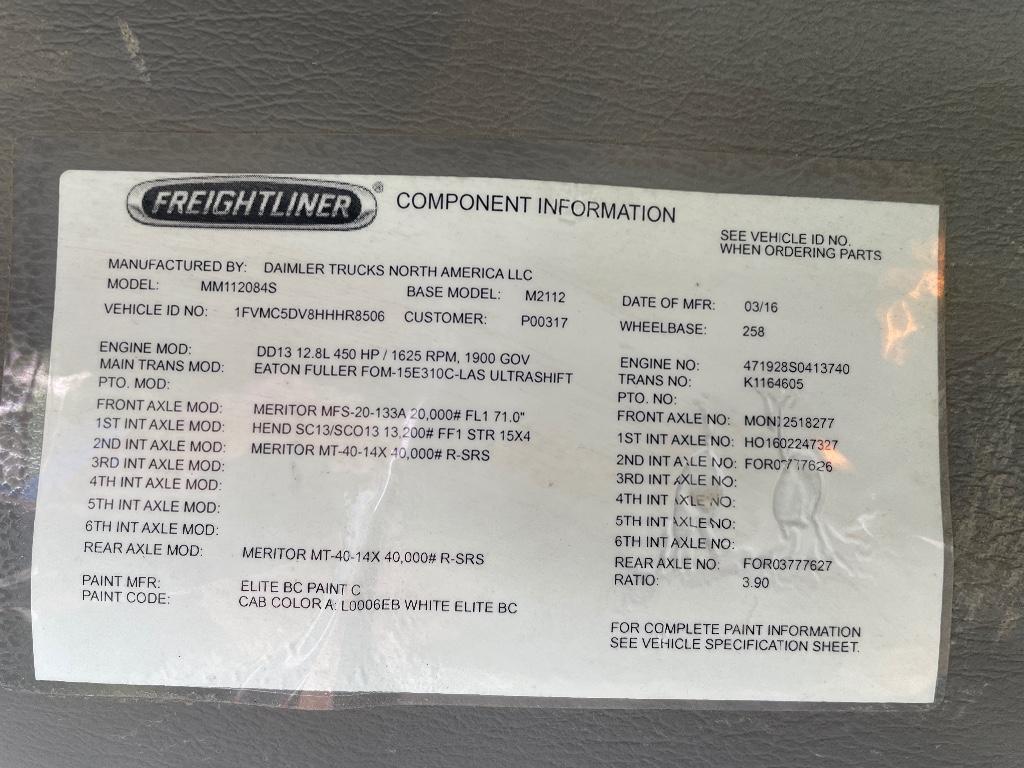 FREIGHTLINER® COMPONENT INFORMATION
SEE VEHICLE ID NO.
WHEN ORDERING PARTS
MANUFACTURED BY: DAIMLER TRUCKS NORTH AMERICA LLC
MODEL: MM112084S BASE MODEL: M2112 DATE OF MFR: 03/16
VEHICLE ID NO: 1FVMC5DV8HHHR8506 CUSTOMER: P00317 WHEELBASE: 258
ENGINE MOD: DD13 12.8L 450 HP / 1625 RPM, 1900 GOV ENGINE NO: 471928S0413740
MAIN TRANS MOD: EATON FULLER FOM-15E310C-LAS ULTRASHIFT TRANS NO: K1164605
PTO. MOD: PTO. NO:
FRONT AXLE MOD: MERITOR MFS-20-133A 20,000# FL1 71.0" FRONT AXLE NO: MON12518277
1ST INT AXLE MOD: HEND SC13/SCO13 13,200# FF1 STR 15X4 1ST INT AXLE NO: HO1602247327
2ND INT AXLE MOD: MERITOR MT-40-14X 40,000# R-SRS 2ND INT AXLE NO: FOR03777626
3RD INT AXLE MOD: 3RD INT AXLE NO:
4TH INT AXLE MOD: 4TH INT AXLE NO:
5TH INT AXLE MOD: 5TH INT AXLE NO:
6TH INT AXLE MOD: 6TH INT AXLE NO:
REAR AXLE MOD: MERITOR MT-40-14X 40,000# R-SRS REAR AXLE NO: FOR03777627
RATIO: 3.90
PAINT MFR: ELITE BC PAINT C
PAINT CODE: CAB COLOR A: L0006EB WHITE ELITE BC
FOR COMPLETE PAINT INFORMATION
SEE VEHICLE SPECIFICATION SHEET.